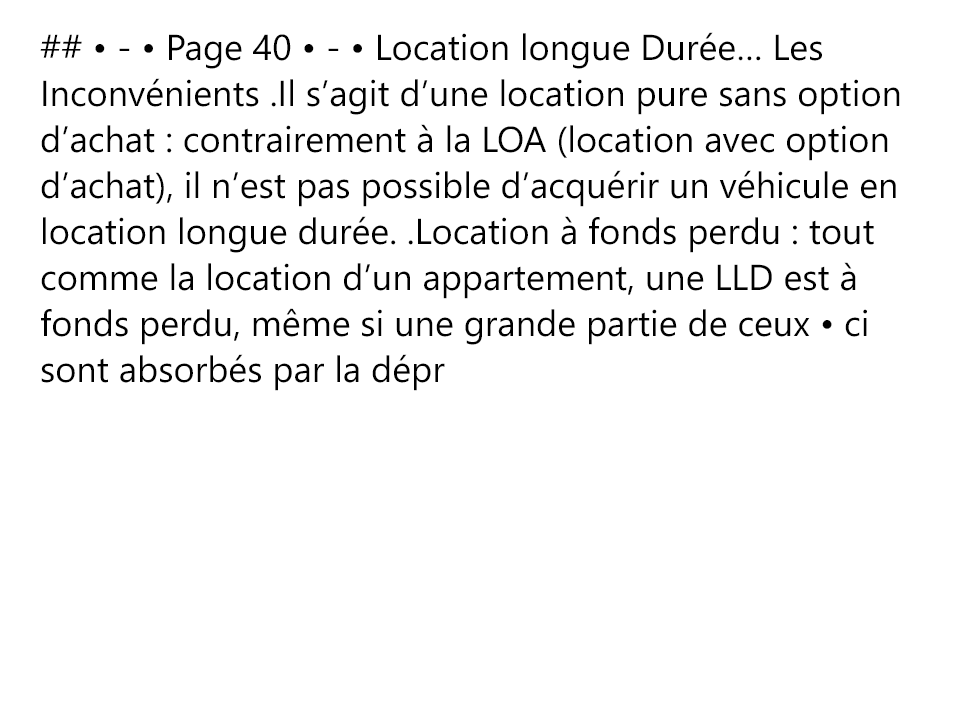 ## • - • Page 40 • - • Location longue Durée... Les
Inconvénients .Il s’agit d’une location pure sans option
d’achat : contrairement à la LOA (location avec option
d’achat), il n’est pas possible d’acquérir un véhicule en
location longue durée. .Location à fonds perdu : tout
comme la location d’un appartement, une LLD est à
fonds perdu, même si une grande partie de ceux • ci
sont absorbés par la dépr